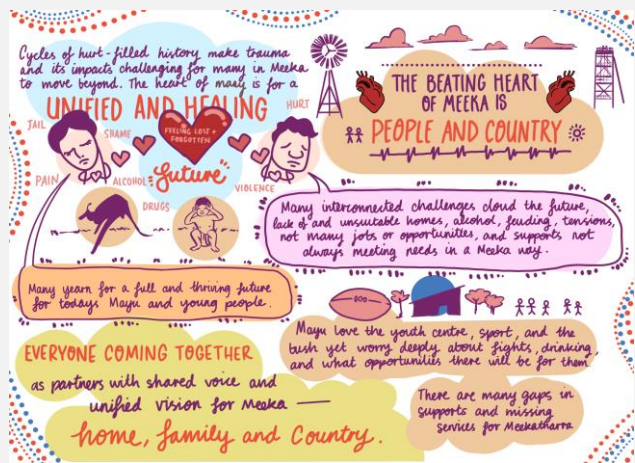 Cycles of hurt-filled history make trauma
and its impacts challenging for many in Meeka
to move beyond. The heart of many is for a
UNIFIED AND HEALING
future
JAIL
SHAME
PAIN
ALCOHOL
DRUGS
FEELING LOST +
FORGOTTEN
HURT
VIOLENCE
THE BEATING HEART
OF MEEKA IS
PEOPLE AND COUNTRY
Many interconnected challenges cloud the future,
lack of and unsuitable homes, alcohol, feuding, tensions,
not many jobs or opportunities, and supports not
always meeting needs in a Meeka way.
Many yearn for a full and thriving future
for todays Mayu and young people.
Mayu love the youth centre, sport, and the
bush yet worry deeply about fights, drinking,
and what opportunities there will be for them
EVERYONE COMING TOGETHER
as partners with shared voice and
unified vision for Meeka —
home, family and Country.
There are many gaps in
supports and missing
services for Meekatharra